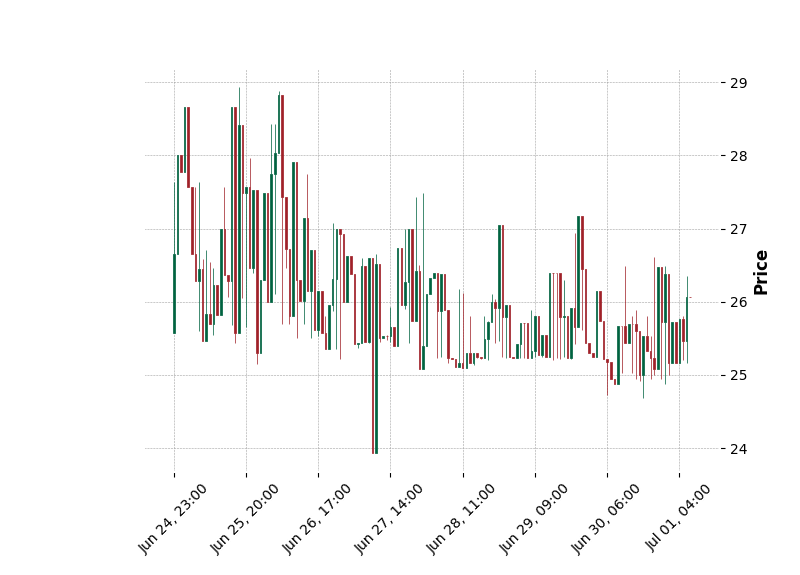 29
28
27
26
25
24
Price
Jun 24, 23:00
Jun 25, 20:00
Jun 26, 17:00
Jun 27, 14:00
Jun 28, 11:00
Jun 29, 09:00
Jun 30, 06:00
Jul 01, 04:00